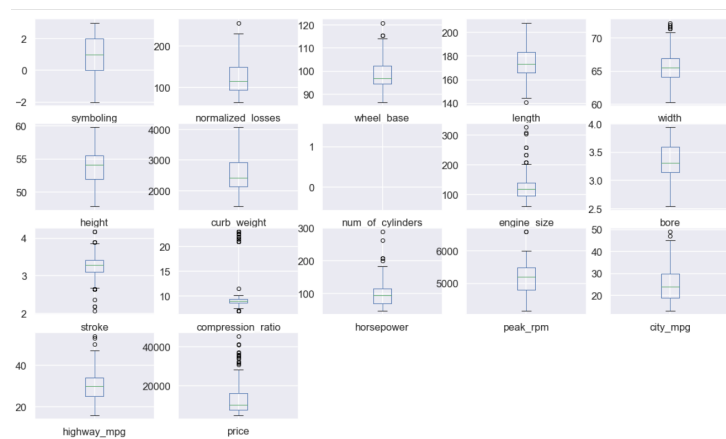 3
2
0
−2
symboling
200
100
normalized_losses
120
110
100
90
wheel_base
200
180
160
140
length
70
65
60
width
60
55
50
height
4000
3000
2000
curb_weight
1
0
num_of_cylinders
300
200
100
engine_size
4.0
3.5
3.0
2.5
bore
4
3
2
stroke
20
10
compression_ratio
300
200
100
horsepower
6000
5000
peak_rpm
50
40
30
20
city_mpg
40
20
highway_mpg
40000
20000
price